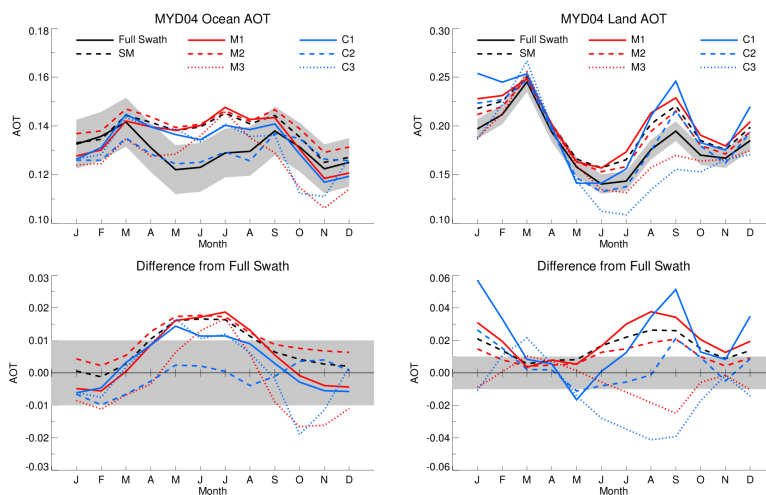 MYD04 Ocean AOT
0.18
0.16
0.14
0.12
0.10
AOT
Full Swath
SM
M1
M2
M3
C1
C2
C3
J F M A M J J A S O N D
Month
MYD04 Land AOT
0.30
0.25
0.20
0.15
0.10
AOT
Full Swath
SM
M1
M2
M3
C1
C2
C3
J F M A M J J A S O N D
Month
Difference from Full Swath
0.03
0.02
0.01
0.00
-0.01
-0.02
-0.03
AOT
J F M A M J J A S O N D
Month
Difference from Full Swath
0.06
0.04
0.02
0.00
-0.02
-0.04
-0.06
AOT
J F M A M J J A S O N D
Month